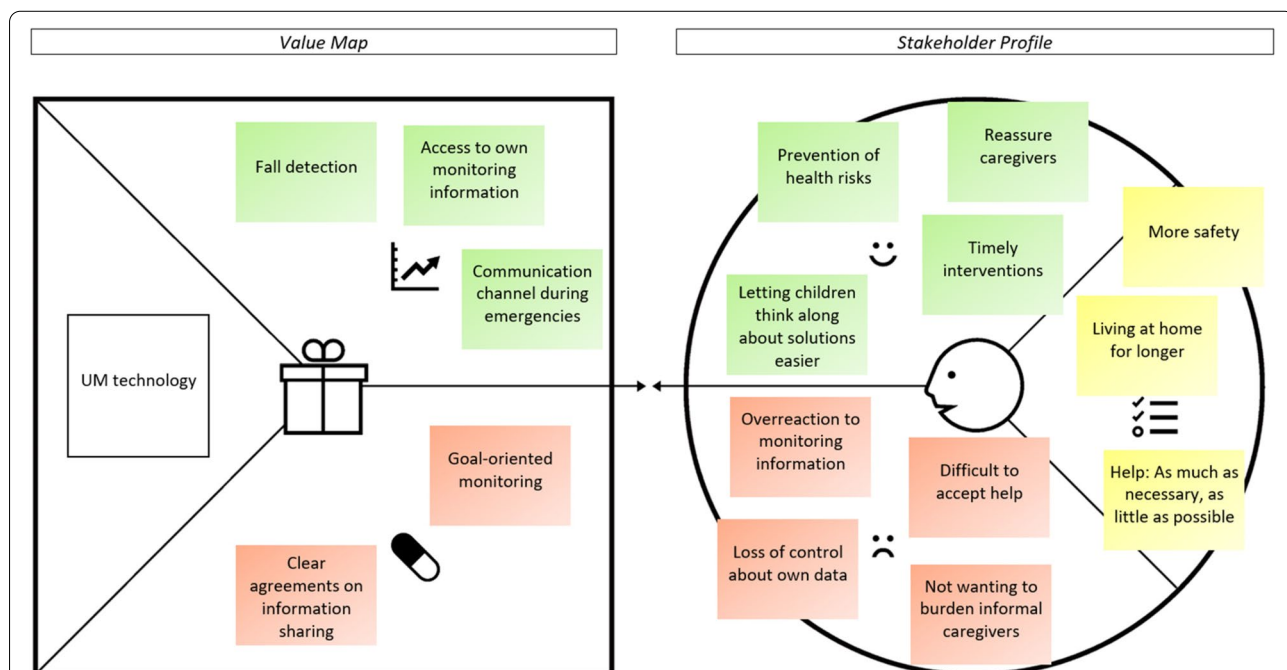 Value Map
Stakeholder Profile
Fall detection
Access to own
monitoring
information
Communication
channel during
emergencies
UM technology
Goal-oriented
monitoring
Clear
agreements on
information
sharing
Prevention of
health risks
Reassure
caregivers
Timely
interventions
Letting children
think along
about solutions
easier
More safety
Living at home
for longer
Help: As much as
necessary, as
little as possible
Overreaction to
monitoring
information
Difficult to
accept help
Loss of control
about own data
Not wanting to
burden informal
caregivers